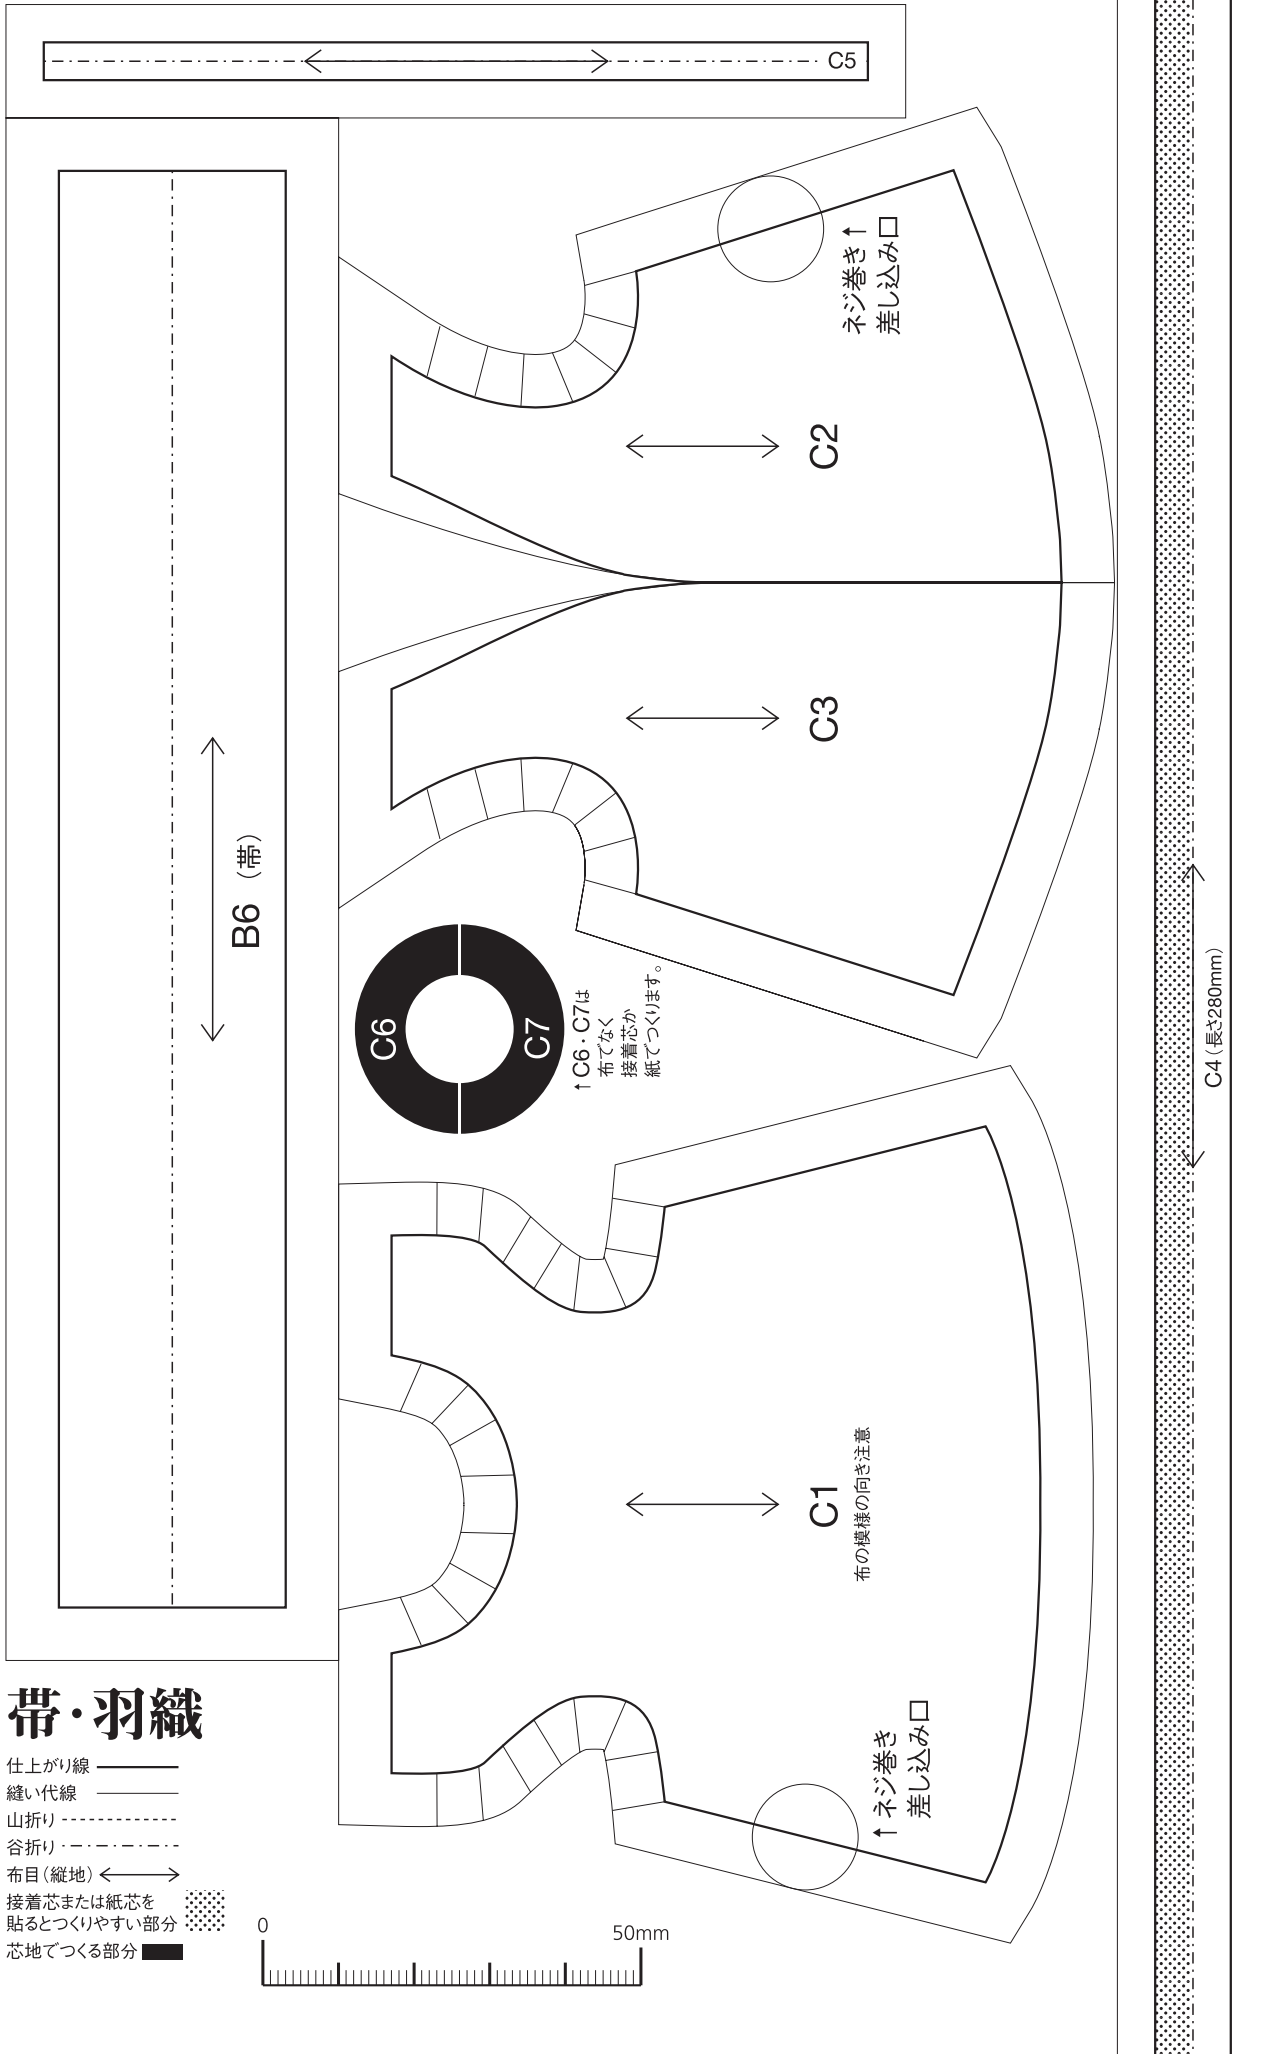 C5
ネジ巻き↑
差し込み口
C2
C3
B6（帯）
C6
C7
↑C6・C7は
布でなく
接着芯か
紙でつくります。
C4（長さ280mm）
C1
布の模様の向き注意
↑ネジ巻き
差し込み口
帯・羽織
仕上がり線
縫い代線
山折り
谷折り
布目（縦地）
接着芯または紙芯を
貼るとつくりやすい部分
芯地でつくる部分
0
50mm